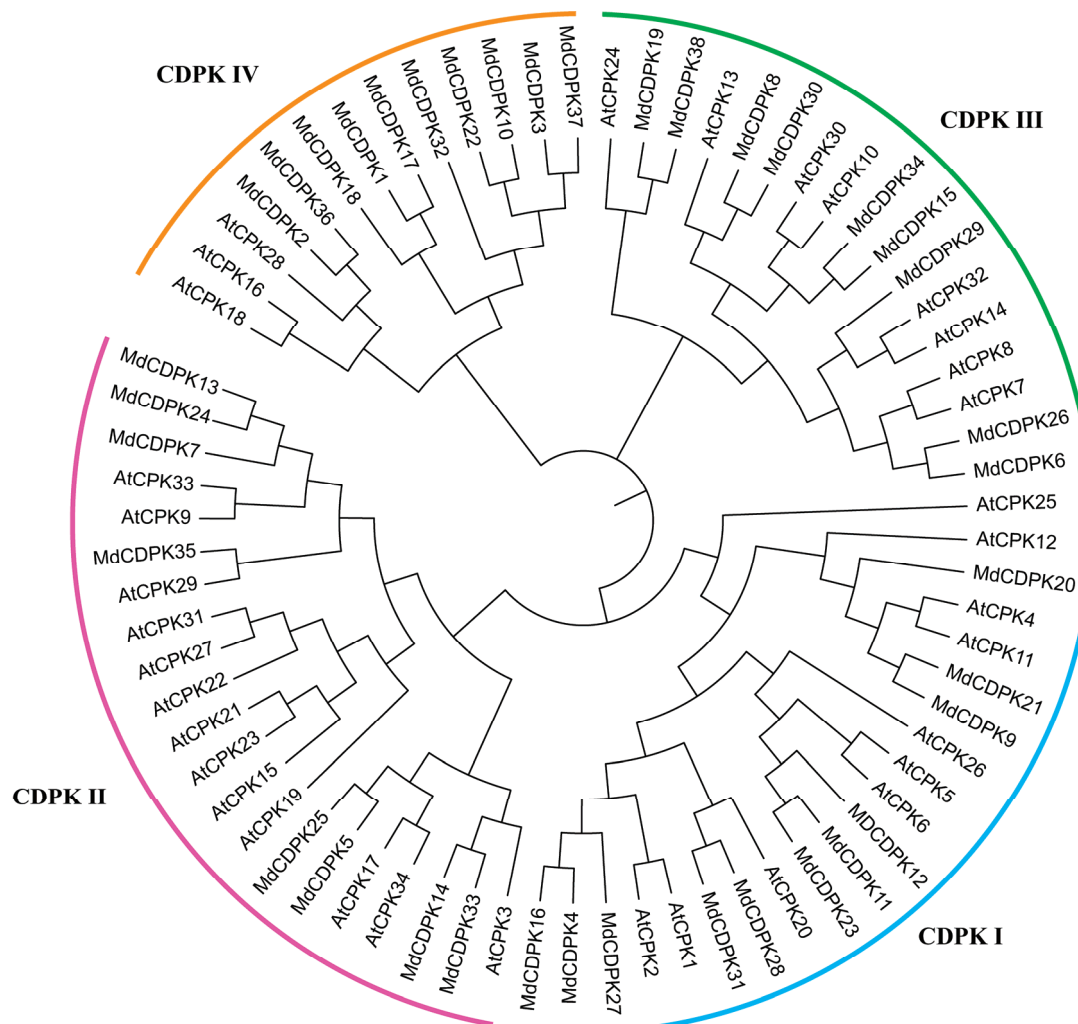 CDPK IV
CDPK III
CDPK II
CDPK I
AtCPK24
MdCDPK19
MdCDPK38
AtCPK13
MdCDPK8
MdCDPK30
AtCPK30
AtCPK10
MdCDPK34
MdCDPK15
MdCDPK29
AtCPK32
AtCPK14
AtCPK8
AtCPK7
MdCDPK26
MdCDPK6
AtCPK25
AtCPK12
MdCDPK20
AtCPK4
AtCPK11
MdCDPK21
MdCDPK9
AtCPK26
AtCPK5
AtCPK6
MDCDPK12
MdCDPK11
MdCDPK23
AtCPK20
MdCDPK28
MdCDPK31
AtCPK1
AtCPK2
MdCDPK27
MdCDPK4
MdCDPK16
AtCPK3
MdCDPK33
MdCDPK14
AtCPK34
AtCPK17
MdCDPK5
MdCDPK25
AtCPK19
AtCPK15
AtCPK23
AtCPK21
AtCPK22
AtCPK27
AtCPK31
AtCPK29
MdCDPK35
AtCPK9
AtCPK33
MdCDPK7
MdCDPK24
MdCDPK13
AtCPK18
AtCPK16
AtCPK28
MdCDPK2
MdCDPK36
MdCDPK18
MdCDPK1
MdCDPK17
MdCDPK32
MdCDPK22
MdCDPK10
MdCDPK3
MdCDPK37